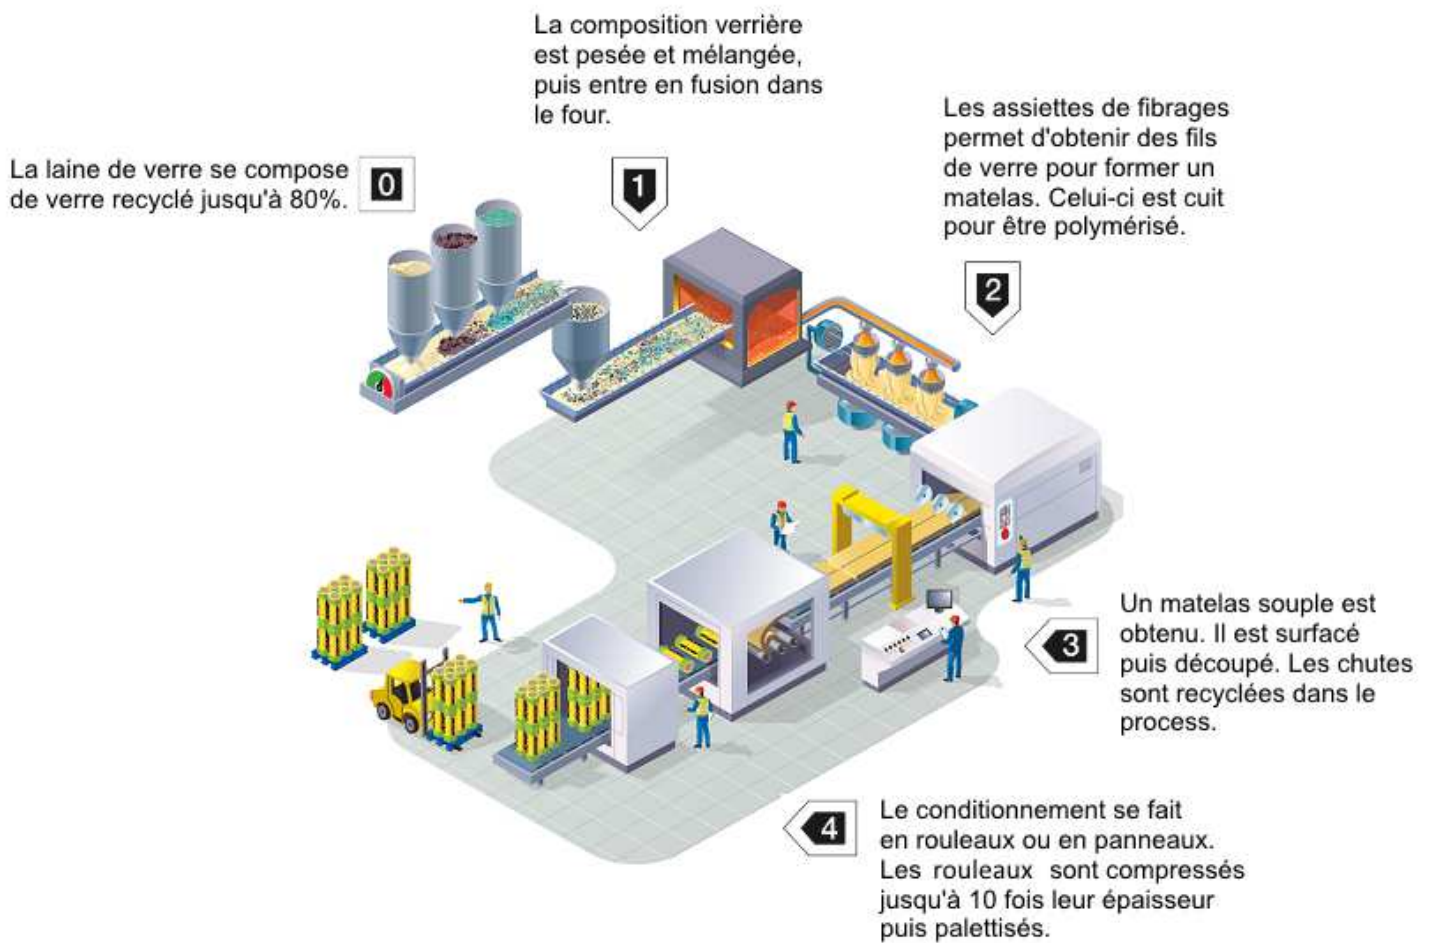 La laine de verre se compose
de verre recyclé jusqu'à 80%.
0
La composition verrière
est pesée et mélangée,
puis entre en fusion dans
le four.
1
Les assiettes de fibrages
permet d'obtenir des fils
de verre pour former un
matelas. Celui-ci est cuit
pour être polymérisé.
2
Un matelas souple est
obtenu. Il est surfacé
puis découpé. Les chutes
sont recyclées dans le
process.
3
Le conditionnement se fait
en rouleaux ou en panneaux.
Les rouleaux sont compressés
jusqu'à 10 fois leur épaisseur
puis palettisés.
4